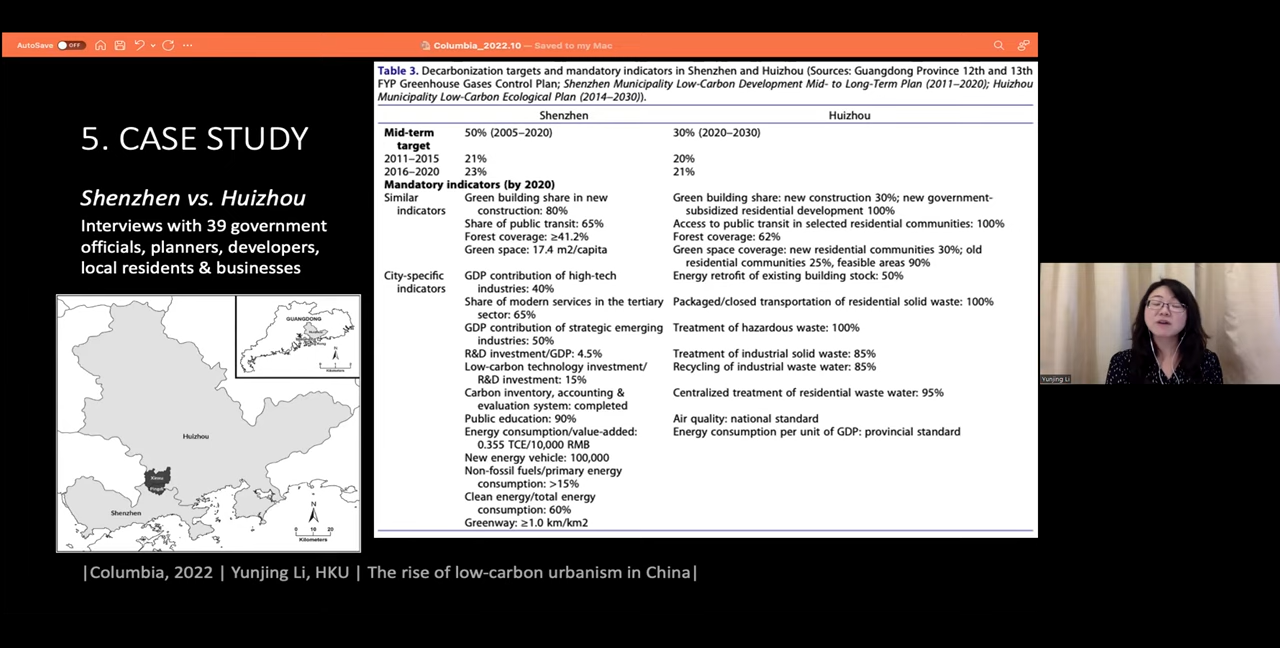 AutoSave OFF
Columbia_2022.10 — Saved to my Mac
5. CASE STUDY
Shenzhen vs. Huizhou
Interviews with 39 government
officials, planners, developers,
local residents & businesses
GUANGDONG
N
Kilometers
Huizhou
Shenzhen
N
0 10 20
Kilometers
Table 3. Decarbonization targets and mandatory indicators in Shenzhen and Huizhou (Sources: Guangdong Province 12th and 13th
FYP Greenhouse Gases Control Plan; Shenzhen Municipality Low-Carbon Development Mid- to Long-Term Plan (2011–2020); Huizhou
Municipality Low-Carbon Ecological Plan (2014–2030)).
Shenzhen Huizhou
Mid-term 50% (2005–2020) 30% (2020–2030)
target
2011–2015 21% 20%
2016–2020 23% 21%
Mandatory indicators (by 2020)
Similar Green building share in new Green building share: new construction 30%; new government-
indicators construction: 80% subsidized residential development 100%
Share of public transit: 65% Access to public transit in selected residential communities: 100%
Forest coverage: ≥41.2% Forest coverage: 62%
Green space: 17.4 m2/capita Green space coverage: new residential communities 30%; old
residential communities 25%, feasible areas 90%
City-specific GDP contribution of high-tech Energy retrofit of existing building stock: 50%
indicators industries: 40%
Share of modern services in the tertiary Packaged/closed transportation of residential solid waste: 100%
sector: 65%
GDP contribution of strategic emerging Treatment of hazardous waste: 100%
industries: 50%
R&D investment/GDP: 4.5% Treatment of industrial solid waste: 85%
Low-carbon technology investment/ Recycling of industrial waste water: 85%
R&D investment: 15%
Carbon inventory, accounting & Centralized treatment of residential waste water: 95%
evaluation system: completed
Public education: 90% Air quality: national standard
Energy consumption/value-added: Energy consumption per unit of GDP: provincial standard
0.355 TCE/10,000 RMB
New energy vehicle: 100,000
Non-fossil fuels/primary energy
consumption: >15%
Clean energy/total energy
consumption: 60%
Greenway: ≥1.0 km/km2
Yunjing Li
|Columbia, 2022 | Yunjing Li, HKU | The rise of low-carbon urbanism in China|